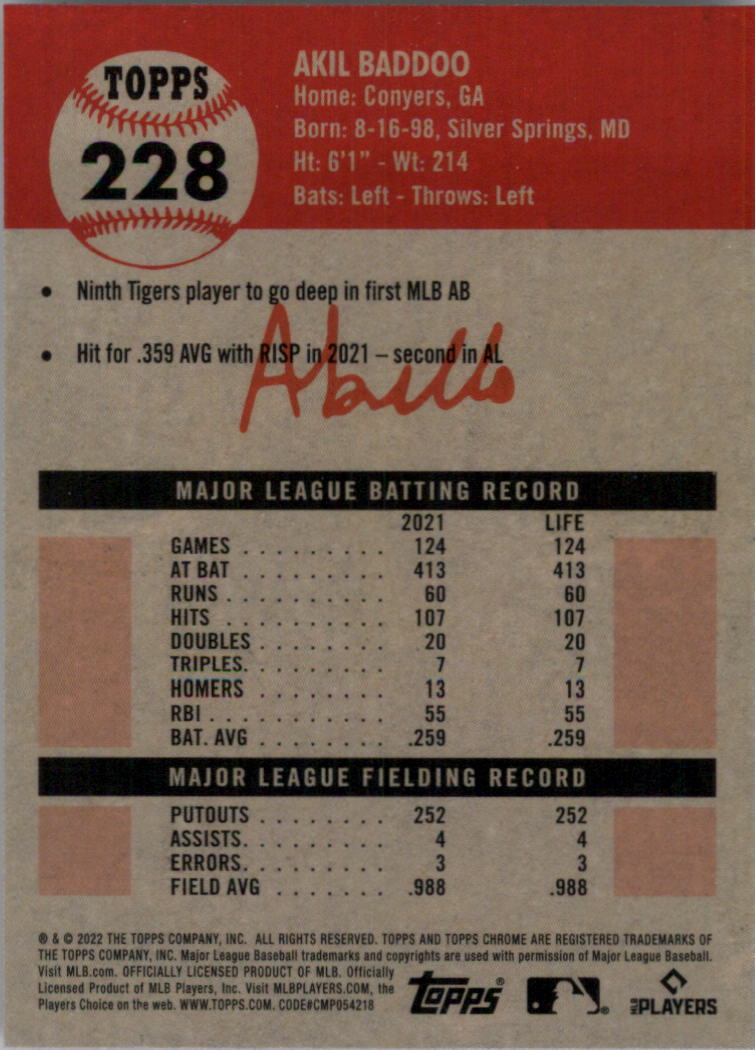 TOPPS
228
AKIL BADDOO
Home: Conyers, GA
Born: 8-16-98, Silver Springs, MD
Ht: 6'1" - Wt: 214
Bats: Left - Throws: Left
• Ninth Tigers player to go deep in first MLB AB
• Hit for .359 AVG with RISP in 2021 – second in AL
MAJOR LEAGUE BATTING RECORD
2021 LIFE
GAMES . . . . . . . . . 124 124
AT BAT . . . . . . . . . 413 413
RUNS . . . . . . . . . . 60 60
HITS . . . . . . . . . . 107 107
DOUBLES . . . . . . . . 20 20
TRIPLES. . . . . . . . . 7 7
HOMERS . . . . . . . . 13 13
RBI . . . . . . . . . . . 55 55
BAT. AVG . . . . . . . . .259 .259
MAJOR LEAGUE FIELDING RECORD
PUTOUTS . . . . . . . . 252 252
ASSISTS. . . . . . . . . 4 4
ERRORS. . . . . . . . . 3 3
FIELD AVG . . . . . . . .988 .988
® & © 2022 THE TOPPS COMPANY, INC. ALL RIGHTS RESERVED. TOPPS AND TOPPS CHROME ARE REGISTERED TRADEMARKS OF
THE TOPPS COMPANY, INC. Major League Baseball trademarks and copyrights are used with permission of Major League Baseball.
Visit MLB.com. OFFICIALLY LICENSED PRODUCT OF MLB. Officially
Licensed Product of MLB Players, Inc. Visit MLBPLAYERS.COM, the
Players Choice on the web. WWW.TOPPS.COM. CODE#CMP054218
topps®
MLB PLAYERS